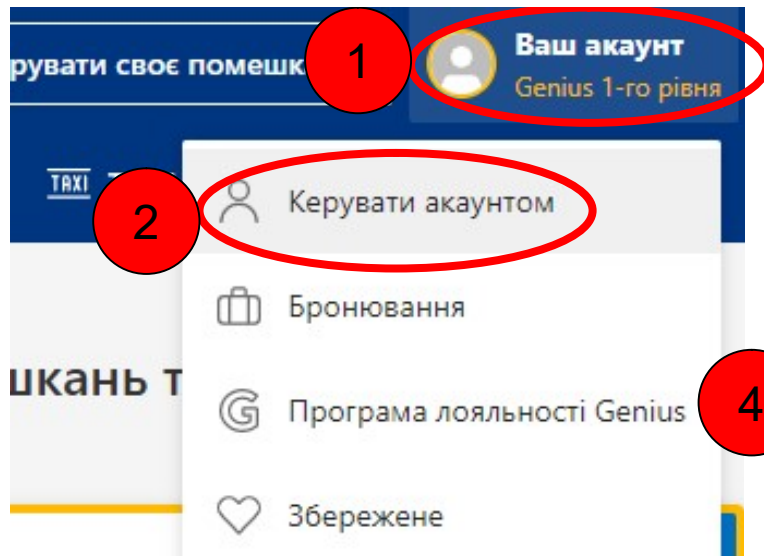 рувати своє помешк
1
Ваш акаунт
Genius 1-го рівня
TAXI
2
Керувати акаунтом
Бронювання
шкань т
Програма лояльності Genius
4
Збережене